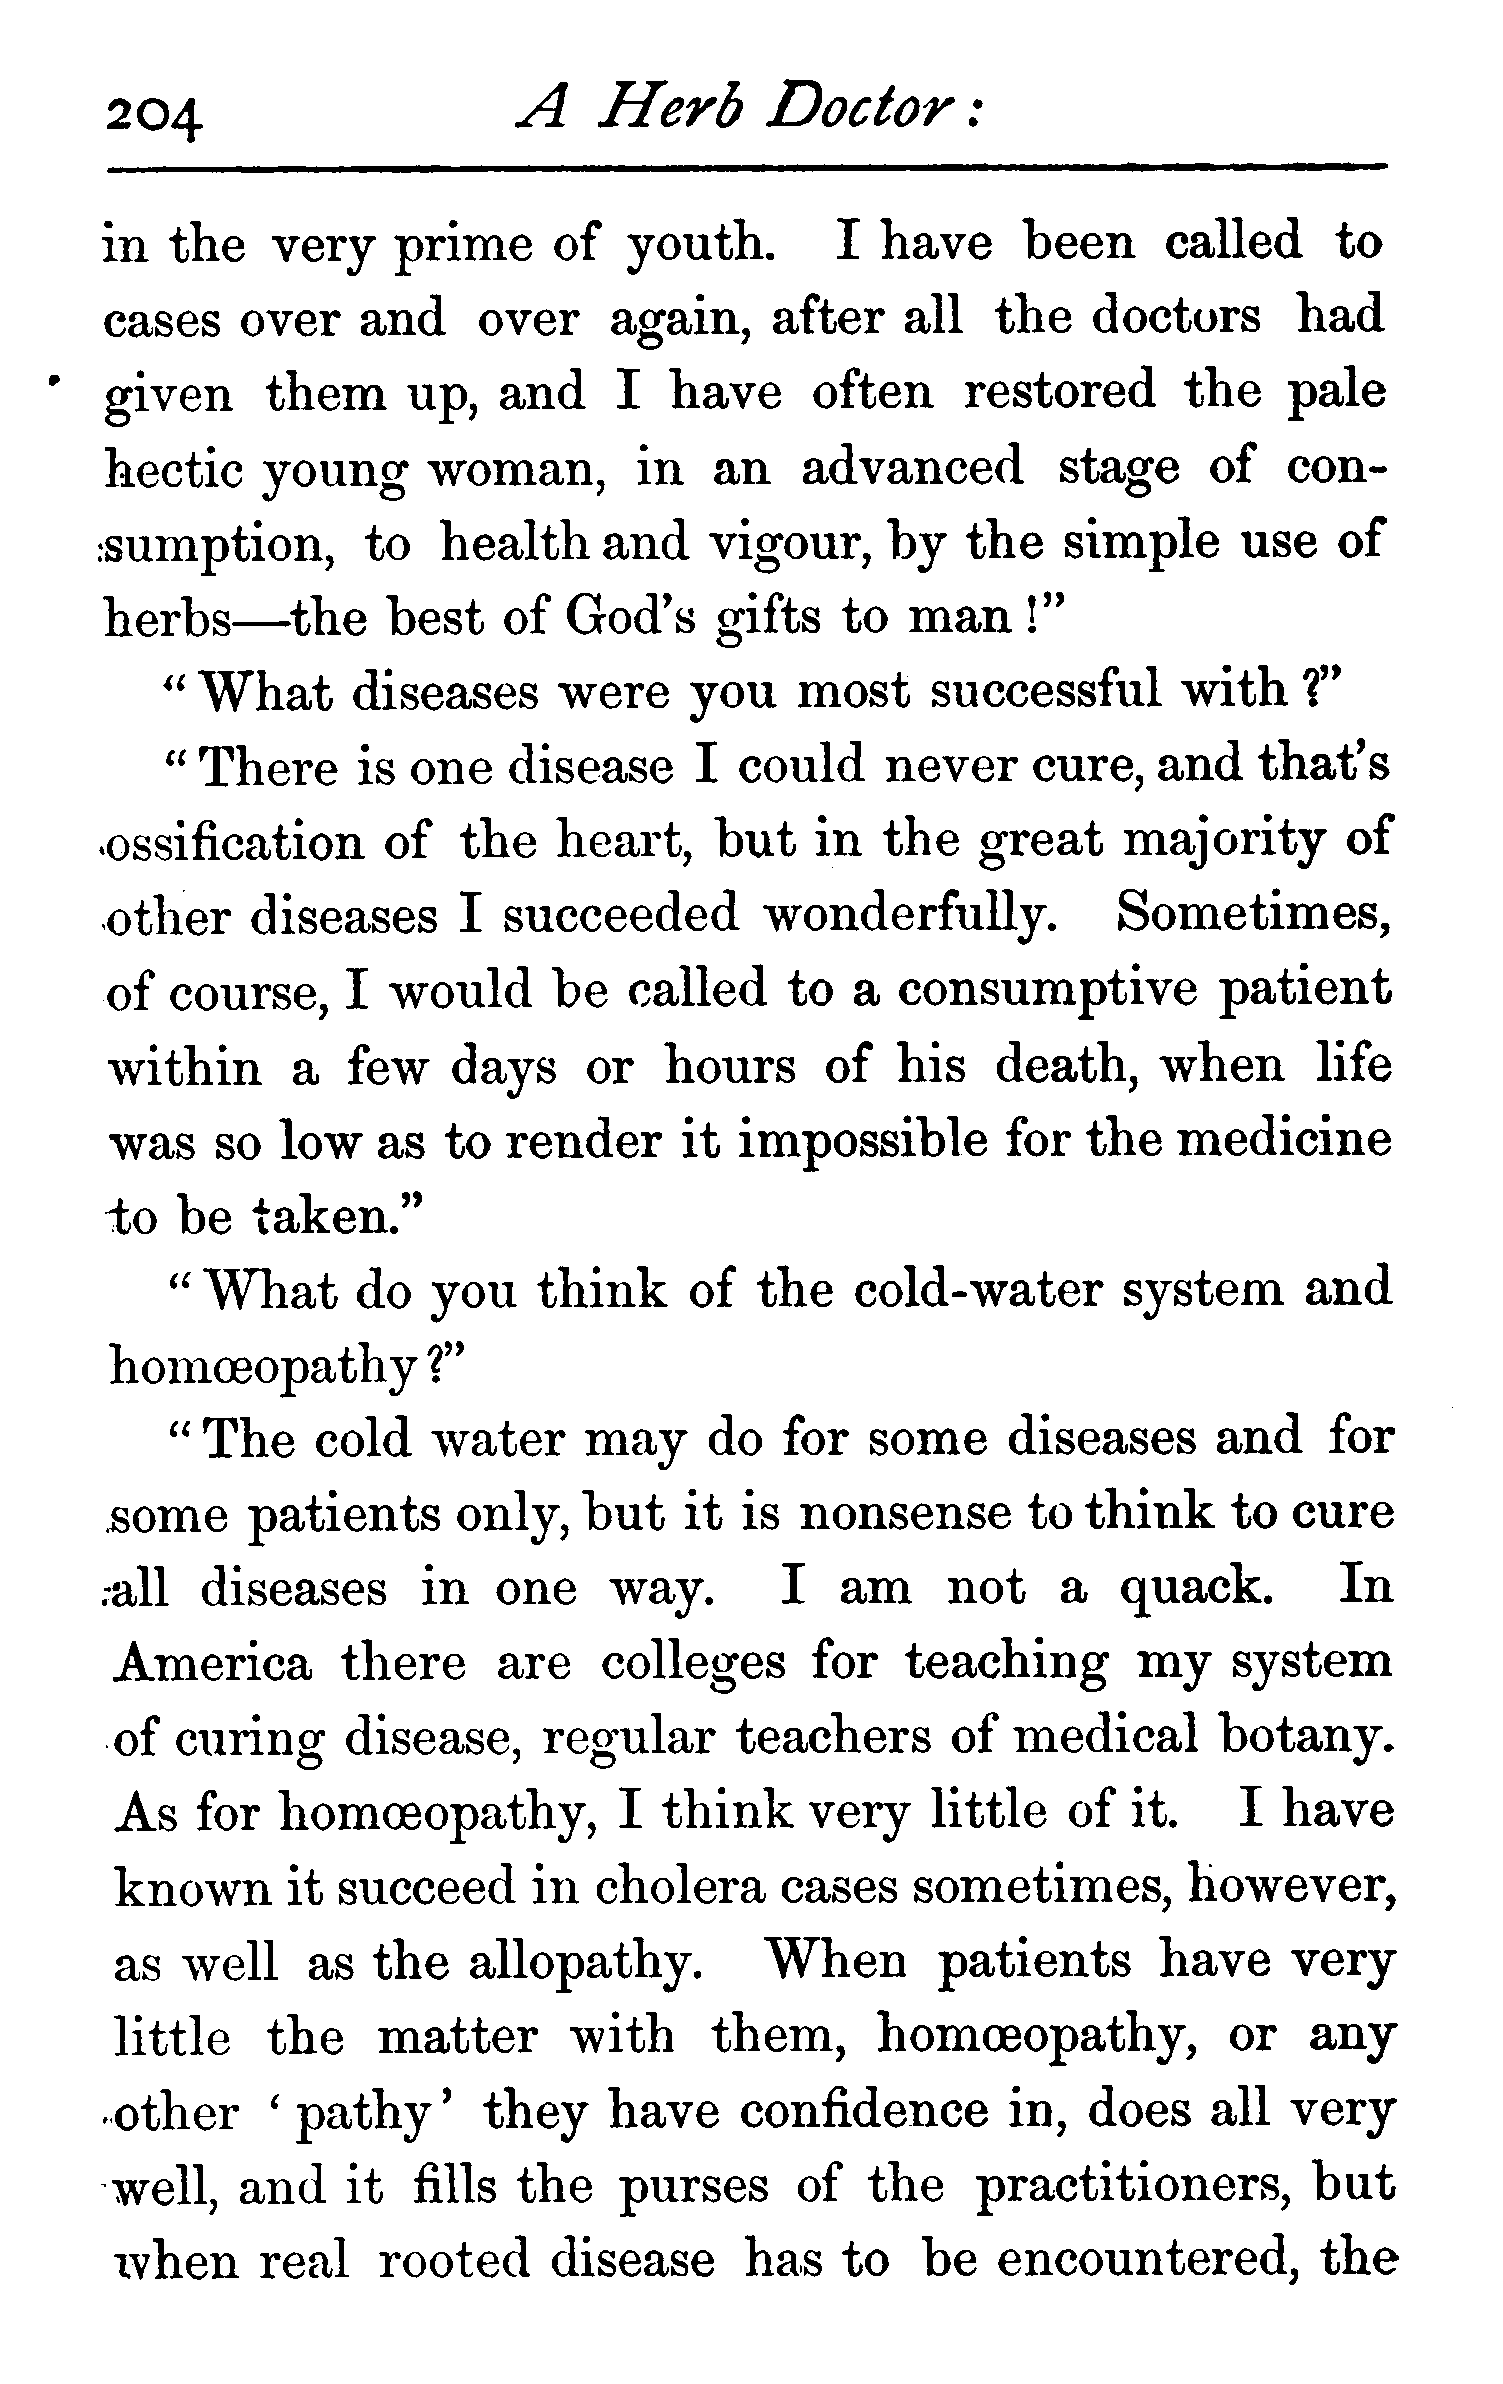 204 A Herb Doctor:
in the very prime of youth. I have been called to
cases over and over again, after all the doctors had
given them up, and I have often restored the pale
hectic young woman, in an advanced stage of con-
sumption, to health and vigour, by the simple use of
herbs—the best of God's gifts to man!"
"What diseases were you most successful with?"
"There is one disease I could never cure, and that's
ossification of the heart, but in the great majority of
other diseases I succeeded wonderfully. Sometimes,
of course, I would be called to a consumptive patient
within a few days or hours of his death, when life
was so low as to render it impossible for the medicine
to be taken."
"What do you think of the cold-water system and
homœopathy?"
"The cold water may do for some diseases and for
some patients only, but it is nonsense to think to cure
all diseases in one way. I am not a quack. In
America there are colleges for teaching my system
of curing disease, regular teachers of medical botany.
As for homœopathy, I think very little of it. I have
known it succeed in cholera cases sometimes, however,
as well as the allopathy. When patients have very
little the matter with them, homœopathy, or any
other 'pathy' they have confidence in, does all very
well, and it fills the purses of the practitioners, but
when real rooted disease has to be encountered, the